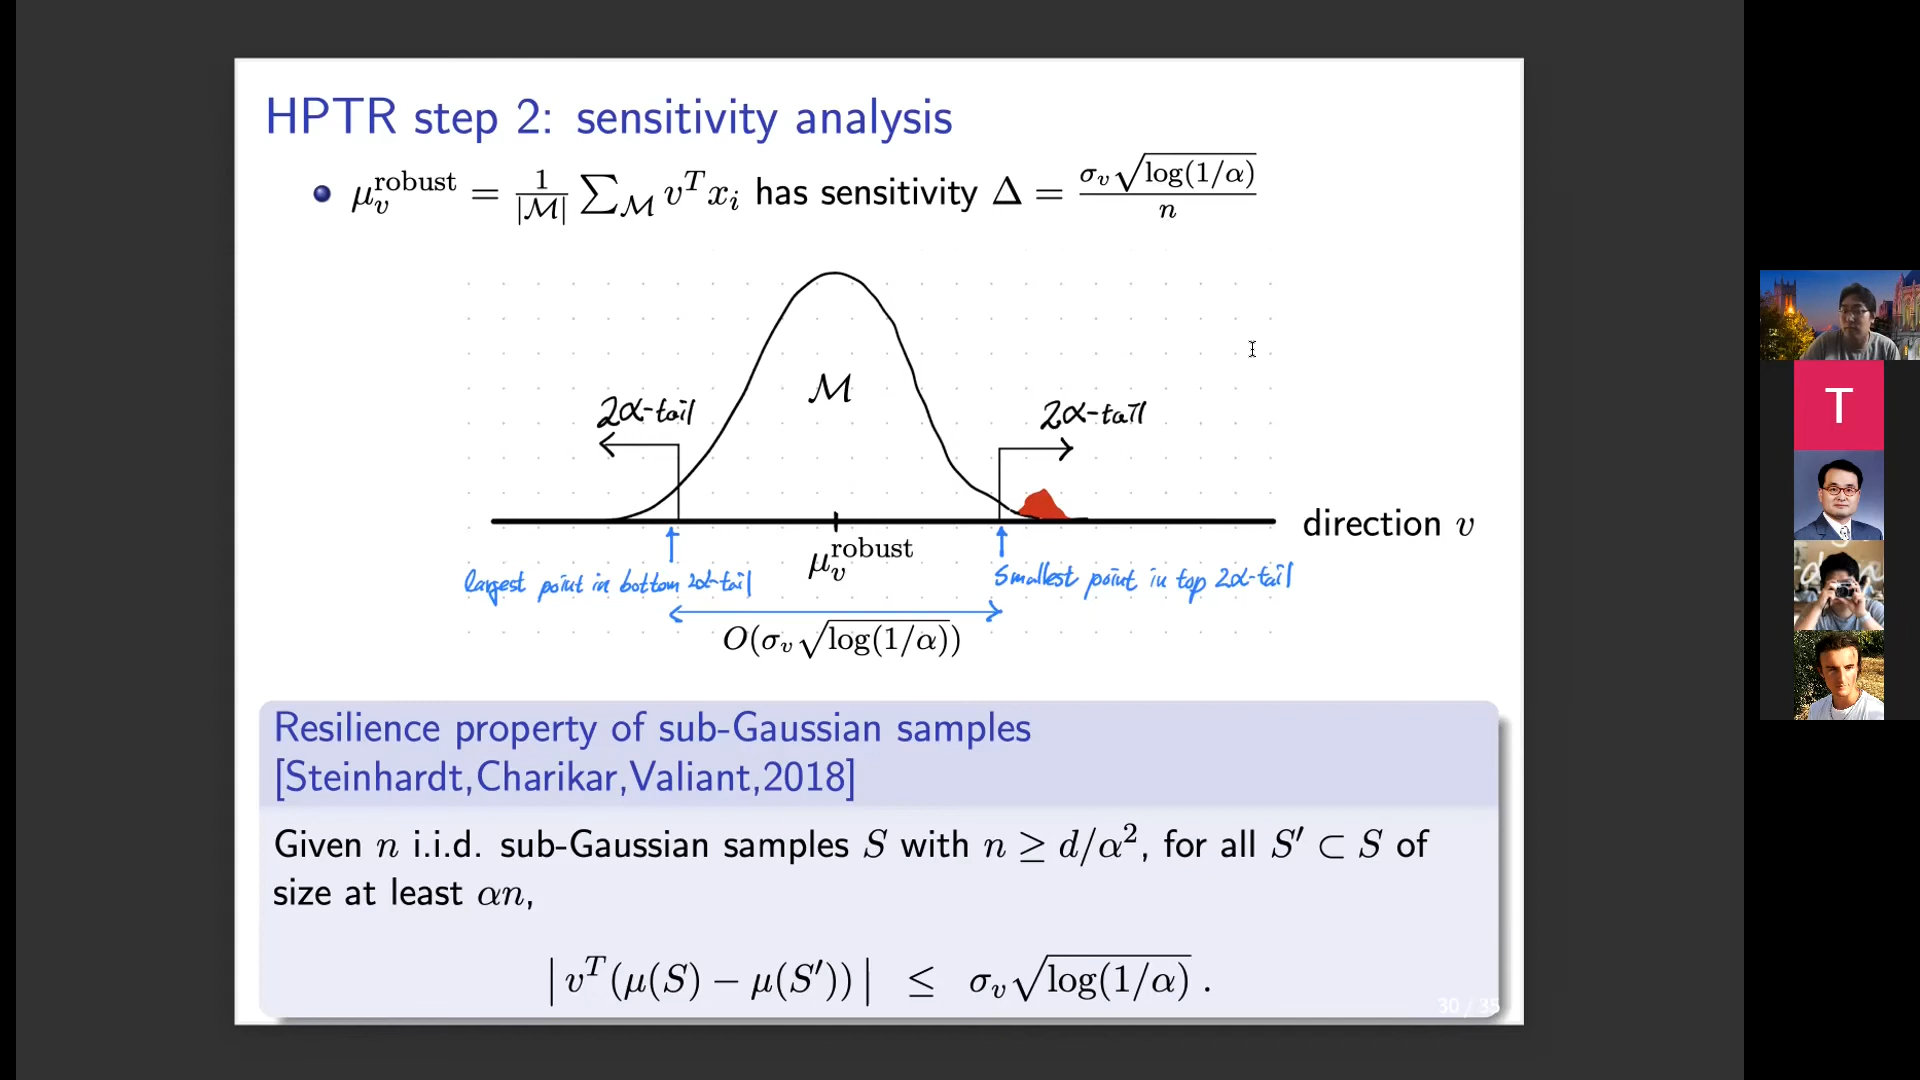 HPTR step 2: sensitivity analysis
μ_v^robust = 1/|ℳ| ∑_ℳ v^T x_i has sensitivity Δ = σ_v√log(1/α) / n
ℳ
2α-tail 2α-tail
direction v
μ_v^robust
largest point in bottom 2α-tail smallest point in top 2α-tail
O(σ_v√log(1/α))
Resilience property of sub-Gaussian samples
[Steinhardt,Charikar,Valiant,2018]
Given n i.i.d. sub-Gaussian samples S with n ≥ d/α², for all S′ ⊂ S of
size at least αn,
|v^T(μ(S) − μ(S′))| ≤ σ_v√log(1/α) .
30 / 35
T